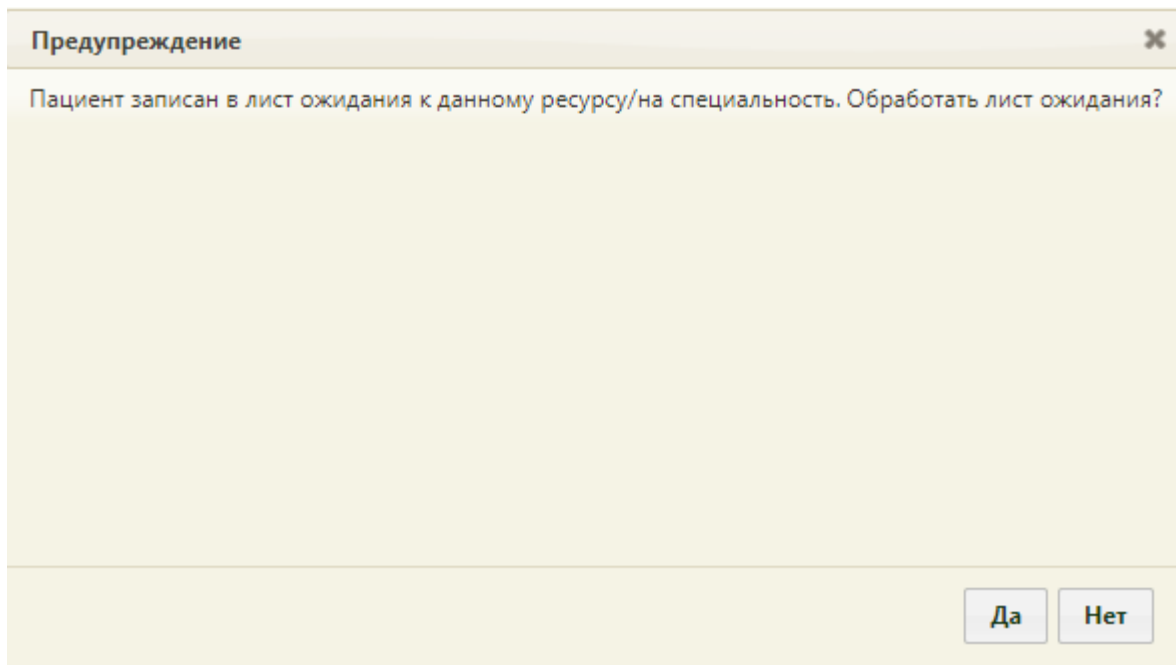 Предупреждение
Пациент записан в лист ожидания к данному ресурсу/на специальность. Обработать лист ожидания?
Да Нет